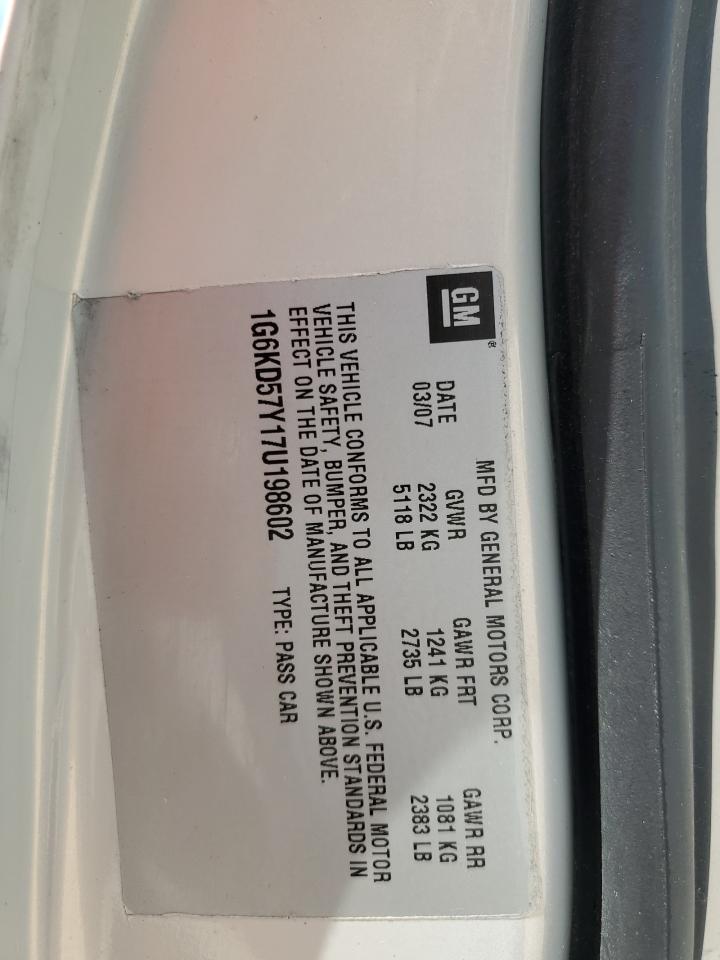 GM®
MFD BY GENERAL MOTORS CORP.
DATE GVWR GAWR FRT GAWR RR
03/07 2322 KG 1241 KG 1081 KG
5118 LB 2735 LB 2383 LB
THIS VEHICLE CONFORMS TO ALL APPLICABLE U.S. FEDERAL MOTOR
VEHICLE SAFETY, BUMPER, AND THEFT PREVENTION STANDARDS IN
EFFECT ON THE DATE OF MANUFACTURE SHOWN ABOVE.
1G6KD57Y17U198602 TYPE: PASS CAR